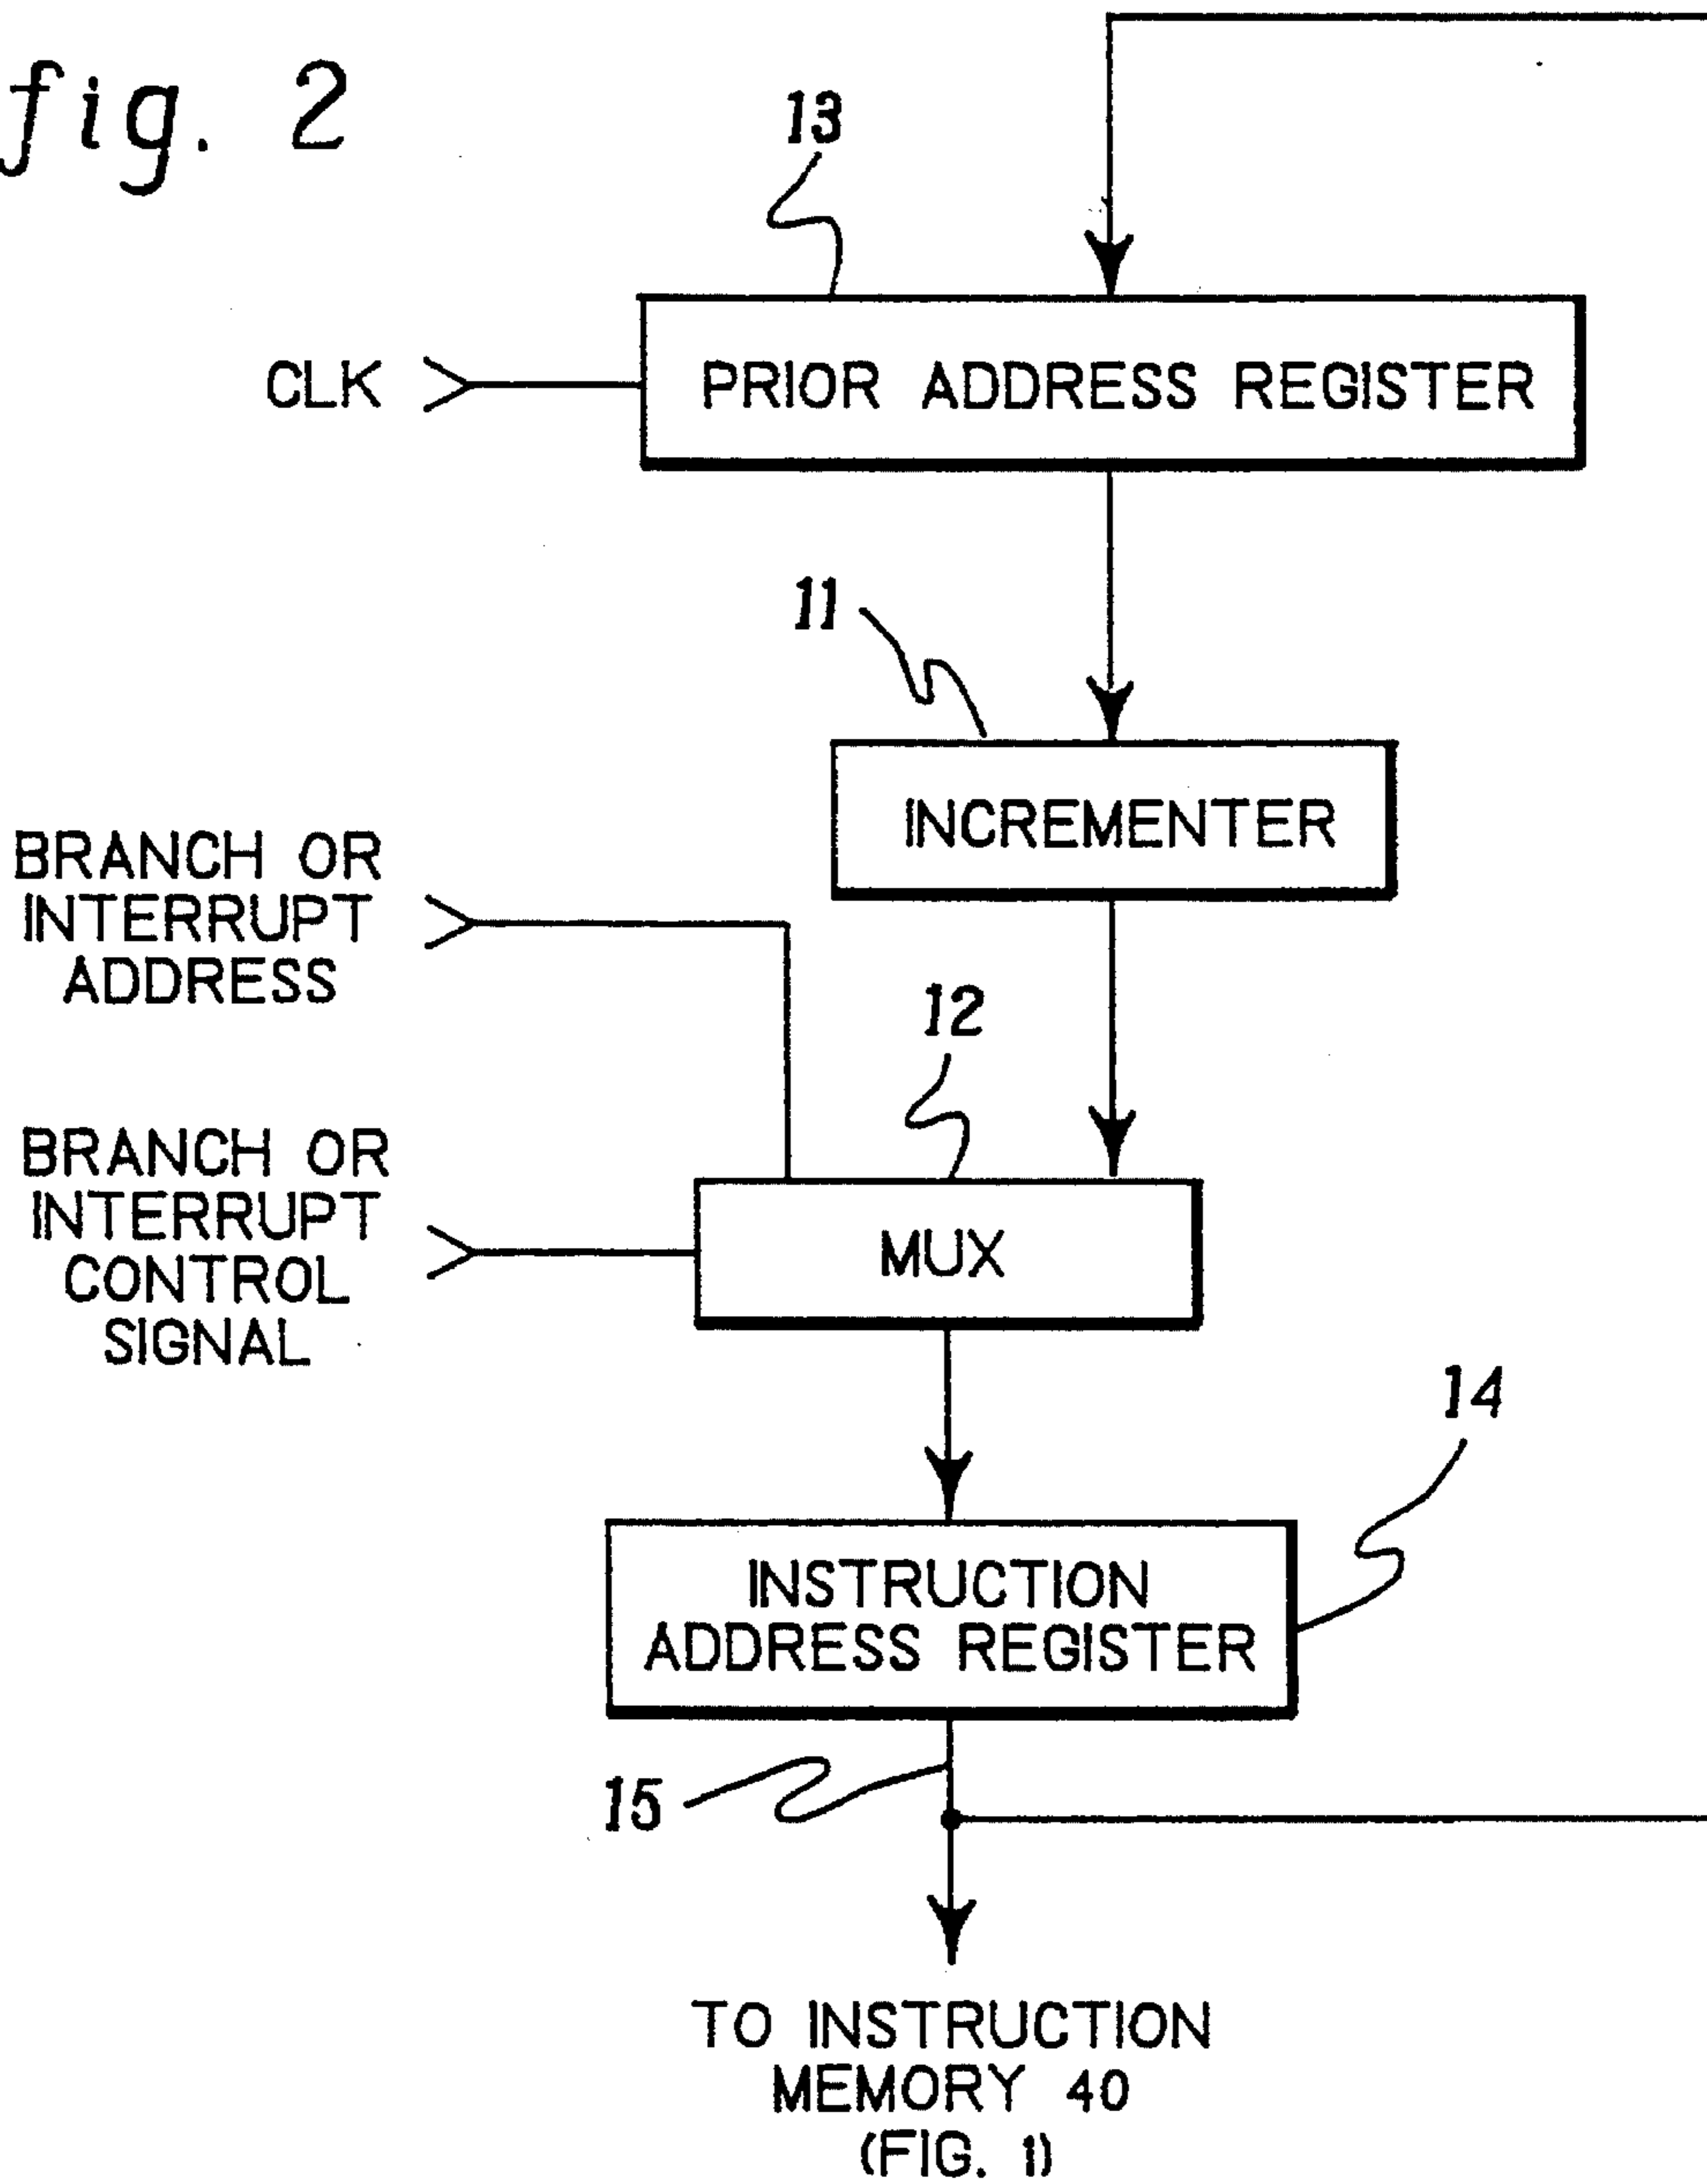 fig. 2
13
CLK
PRIOR ADDRESS REGISTER
11
INCREMENTER
BRANCH OR
INTERRUPT
ADDRESS
12
BRANCH OR
INTERRUPT
CONTROL
SIGNAL
MUX
14
INSTRUCTION
ADDRESS REGISTER
15
TO INSTRUCTION
MEMORY 40
(FIG. 1)